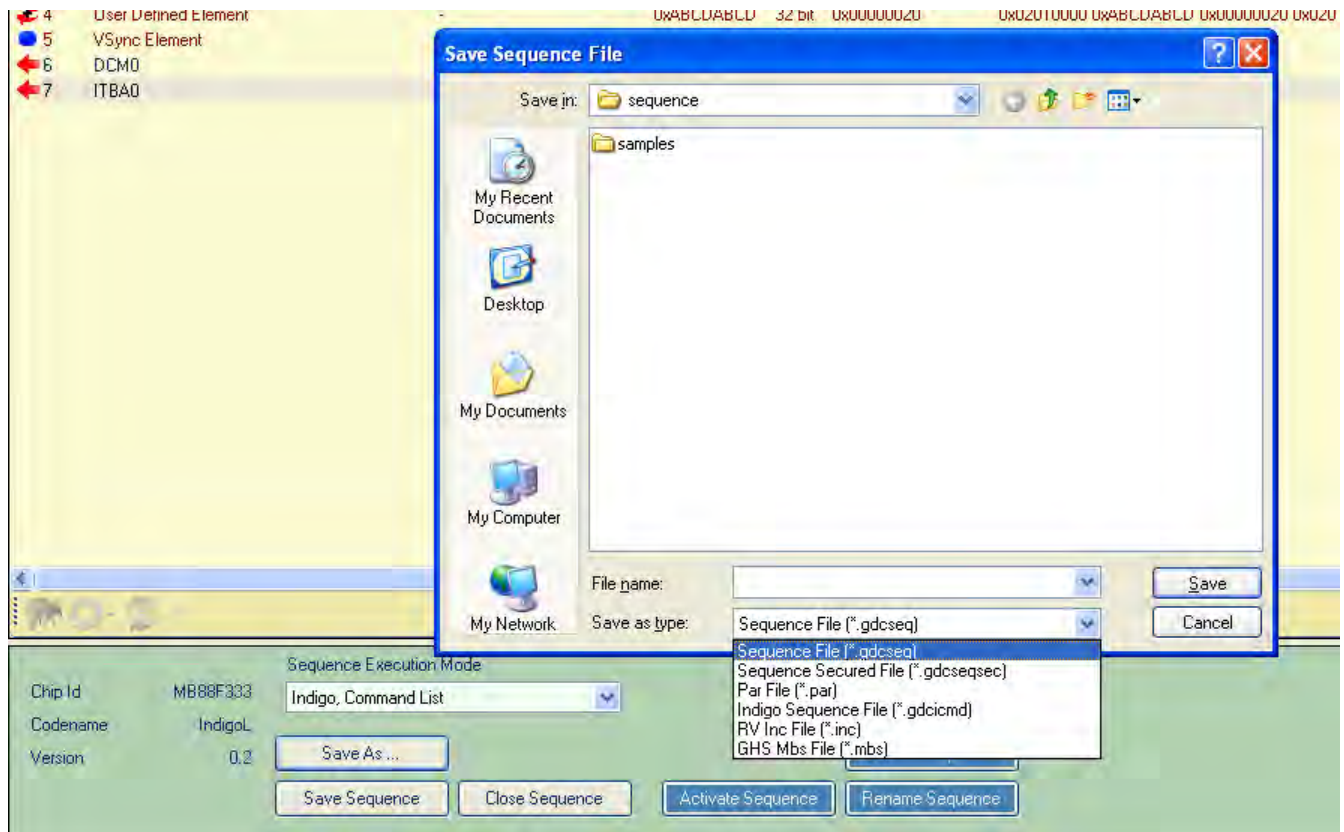 4 User Defined Element - 0xABCDABCD 32 bit 0x00000020 0x02010000 0xABCDABCD 0x00000020 0x020
5 VSync Element
6 DCM0
7 ITBA0
Save Sequence File
Save in: sequence
samples
My Recent
Documents
Desktop
My Documents
My Computer
My Network
File name:
Save
Save as type: Sequence File (*.gdcseq)
Cancel
Sequence File (*.gdcseq)
Sequence Secured File (*.gdcseqsec)
Par File (*.par)
Indigo Sequence File (*.gdcicmd)
RV Inc File (*.inc)
GHS Mbs File (*.mbs)
Sequence Execution Mode
Chip Id MB88F333
Indigo, Command List
Codename IndigoL
Version 0.2
Save As ...
Save Sequence
Close Sequence
Activate Sequence
Rename Sequence